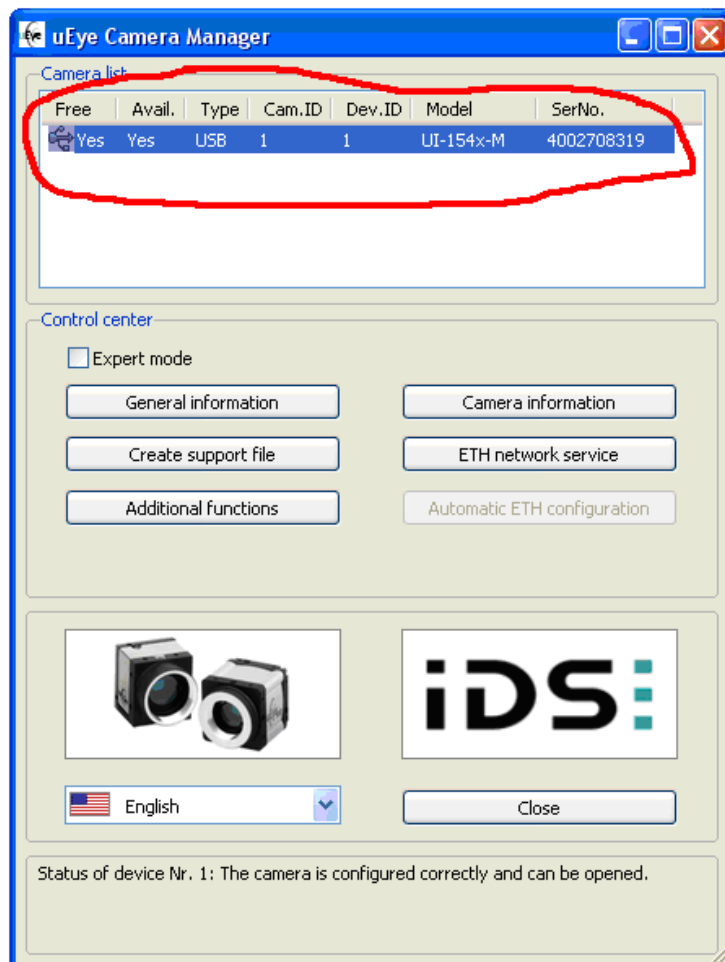 uEye Camera Manager
Camera list
Free Avail. Type Cam.ID Dev.ID Model SerNo.
Yes Yes USB 1 1 UI-154x-M 4002708319
Control center
Expert mode
General information Camera information
Create support file ETH network service
Additional functions Automatic ETH configuration
iDS
English Close
Status of device Nr. 1: The camera is configured correctly and can be opened.